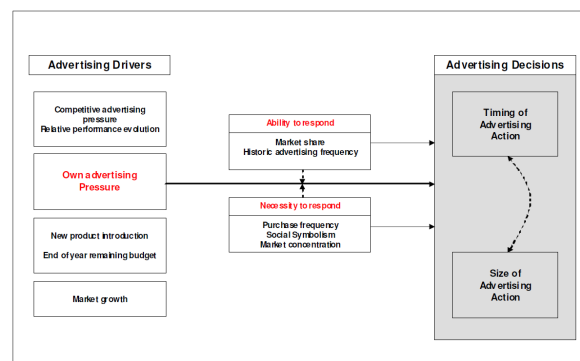 Advertising Drivers
Competitive advertising
pressure
Relative performance evolution
Own advertising
Pressure
New product introduction
End of year remaining budget
Market growth
Ability to respond
Market share
Historic advertising frequency
Necessity to respond
Purchase frequency
Social Symbolism
Market concentration
Advertising Decisions
Timing of
Advertising
Action
Size of
Advertising
Action